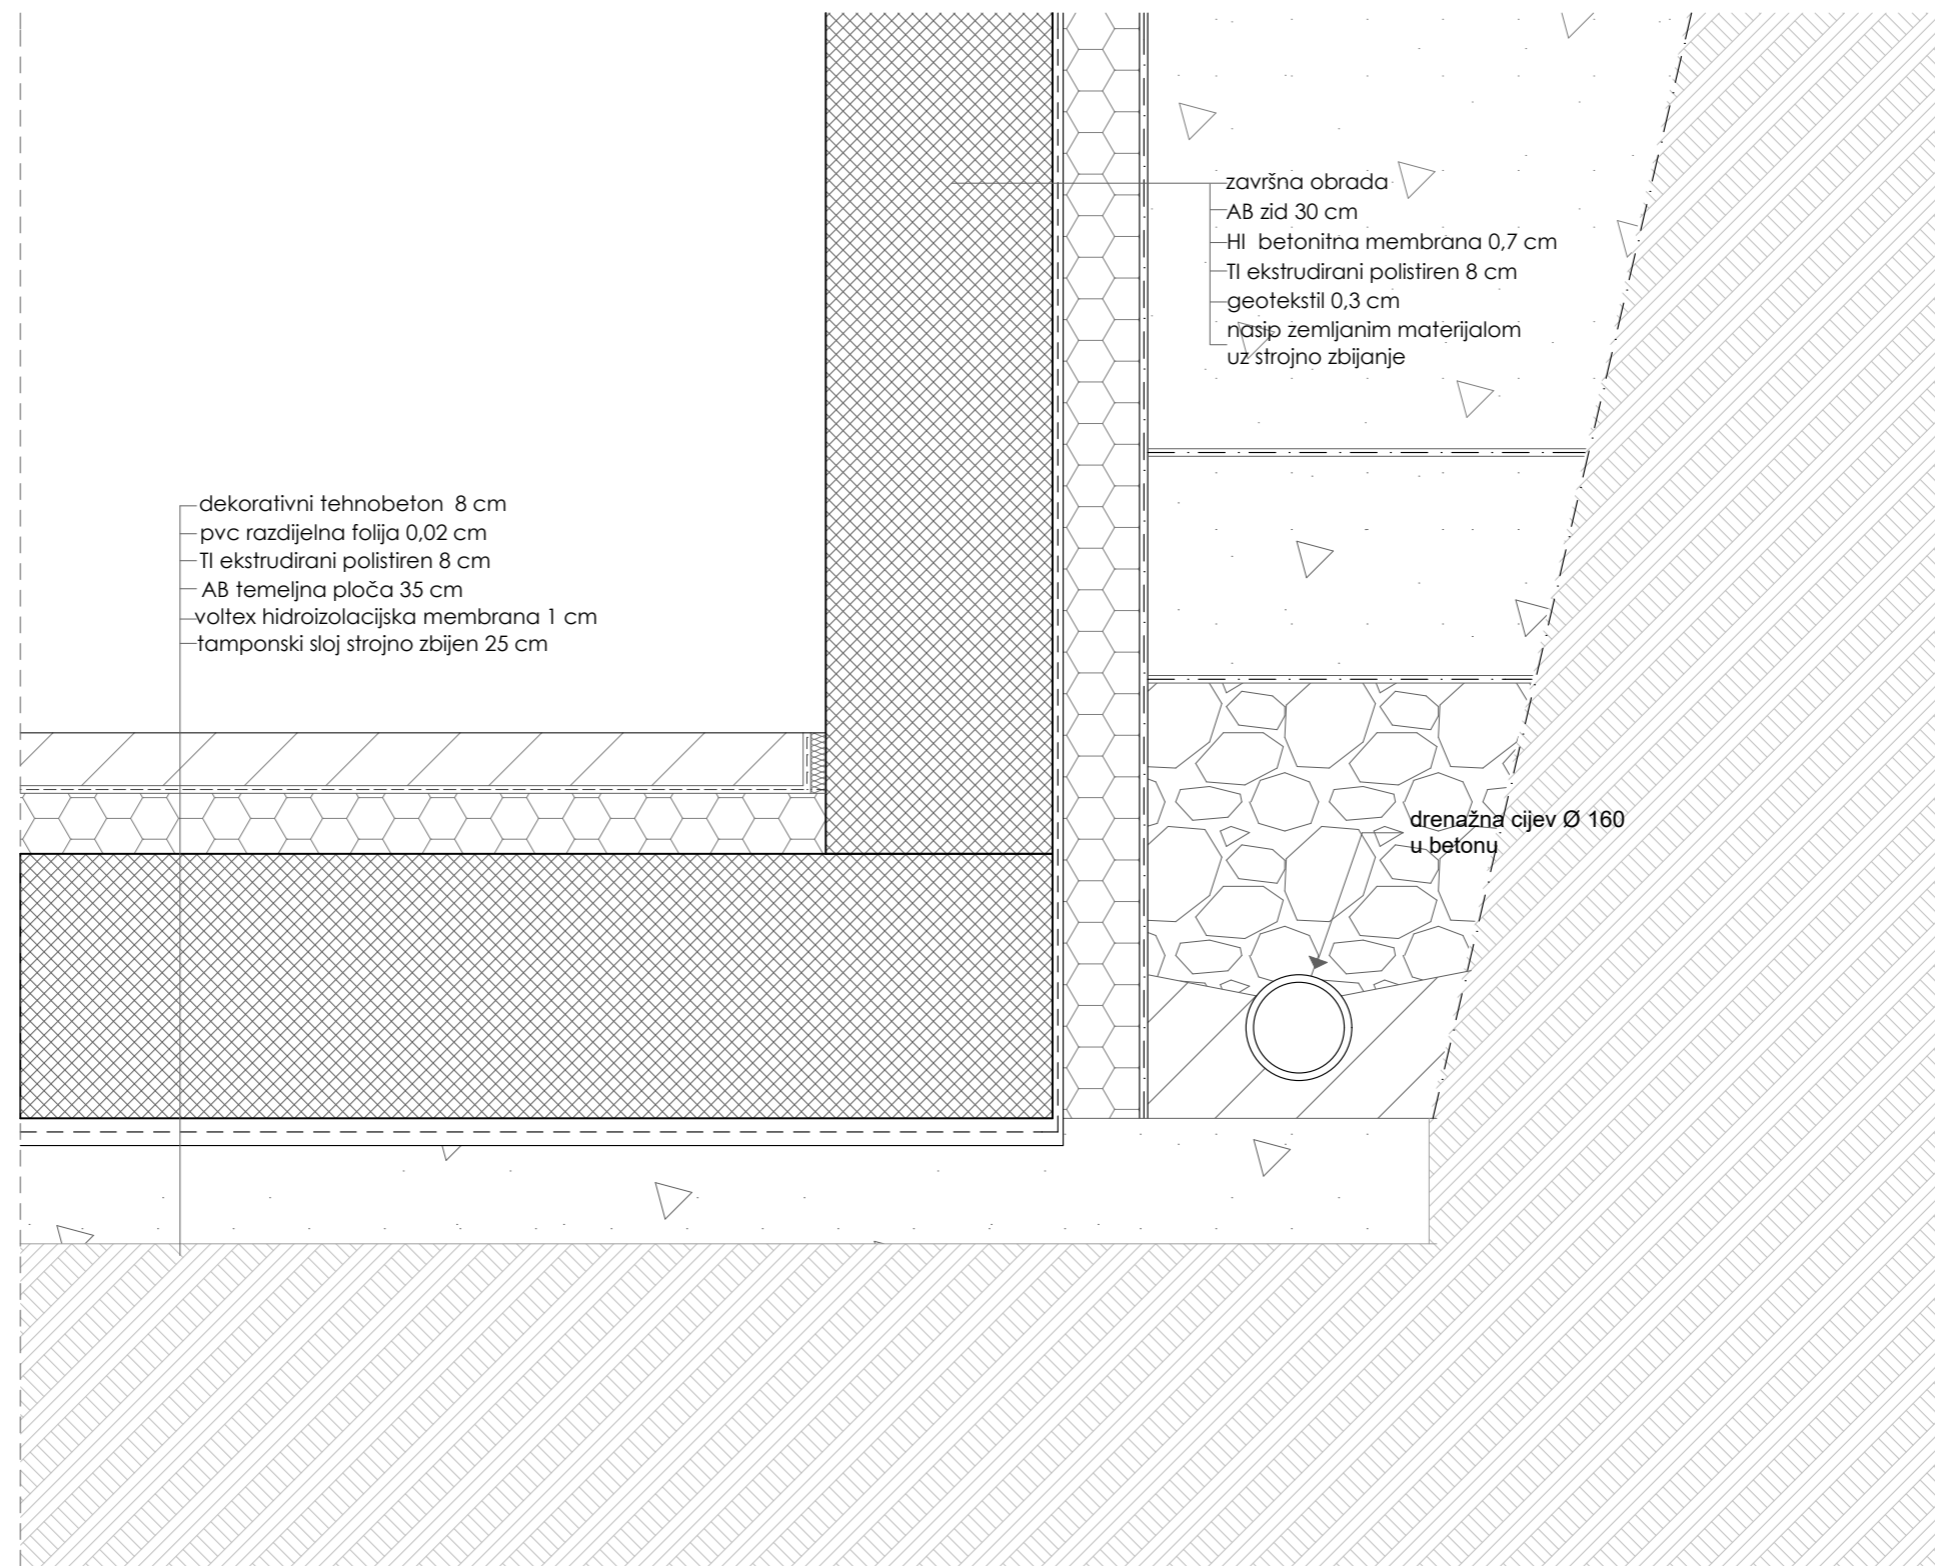 završna obrada
AB zid 30 cm
HI betonitna membrana 0,7 cm
TI ekstrudirani polistiren 8 cm
geotekstil 0,3 cm
nasip zemljanim materijalom
uz strojno zbijanje
dekorativni tehnobeton 8 cm
pvc razdijelna folija 0,02 cm
TI ekstrudirani polistiren 8 cm
AB temeljna ploča 35 cm
voltex hidroizolacijska membrana 1 cm
tamponski sloj strojno zbijen 25 cm
drenažna cijev Ø 160
u betonu